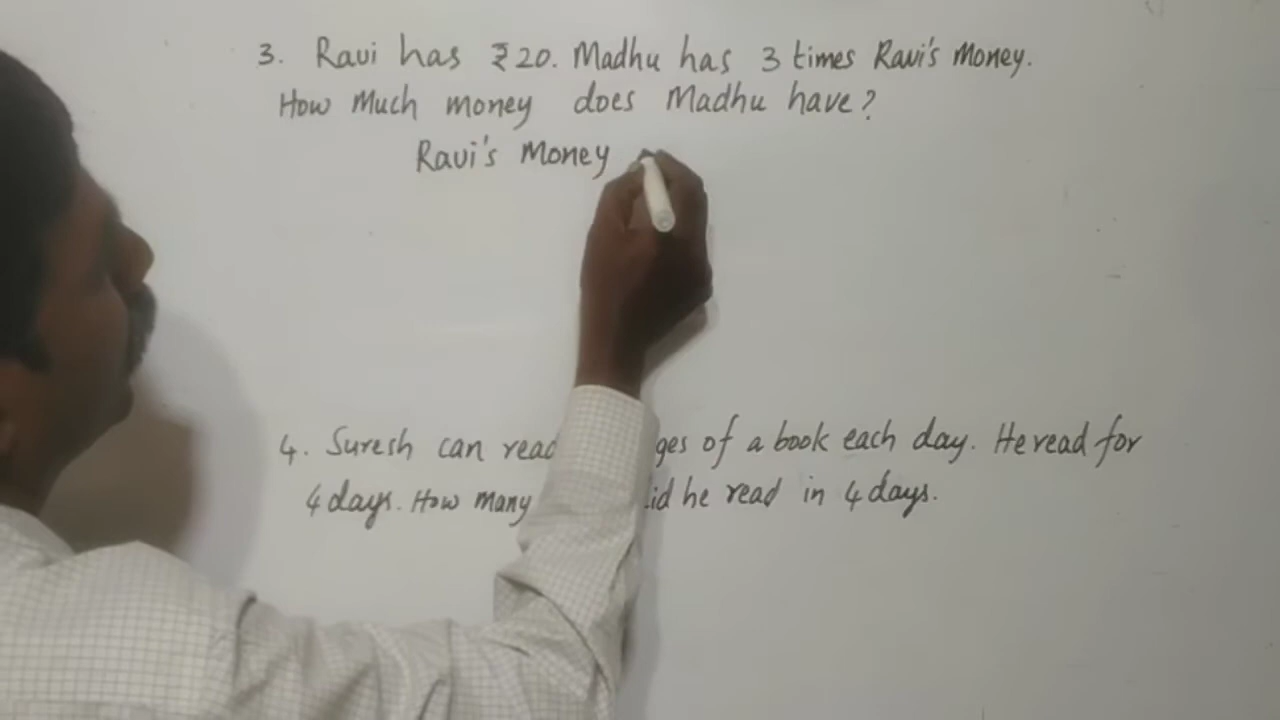 3. Ravi has ₹20. Madhu has 3 times Ravi's Money.
How Much money does Madhu have?
Ravi's Money
4. Suresh can read ges of a book each day. He read for
4 days. How many id he read in 4 days.